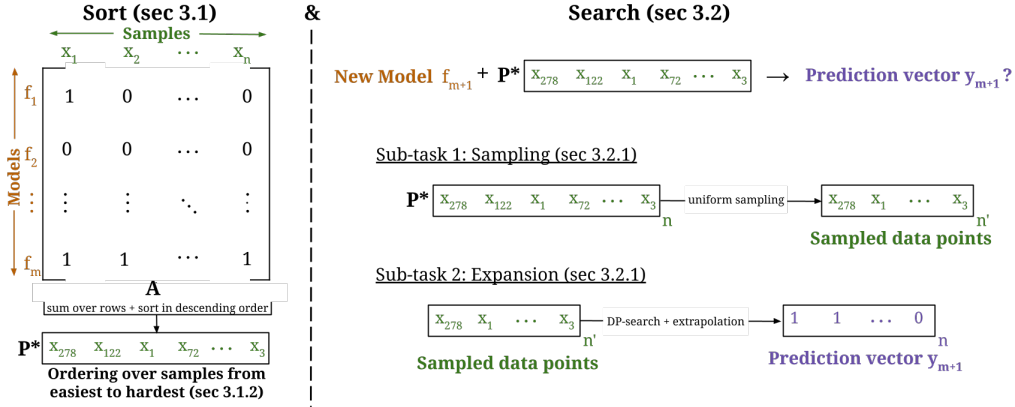 Sort (sec 3.1)
Samples
x1 x2 ⋯ xn
Models
f1 1 0 ⋯ 0
f2 0 0 ⋯ 0
⋮ ⋮ ⋮ ⋱ ⋮
fm 1 1 ⋯ 1
A
sum over rows + sort in descending order
P* x278 x122 x1 x72 ⋯ x3
Ordering over samples from
easiest to hardest (sec 3.1.2)
&
Search (sec 3.2)
New Model fm+1 + P* x278 x122 x1 x72 ⋯ x3 → Prediction vector ym+1 ?
Sub-task 1: Sampling (sec 3.2.1)
P* x278 x122 x1 x72 ⋯ x3 n uniform sampling x278 x1 ⋯ x3 n'
Sampled data points
Sub-task 2: Expansion (sec 3.2.1)
x278 x1 ⋯ x3 n' DP-search + extrapolation 1 1 ⋯ 0 n
Sampled data points Prediction vector ym+1